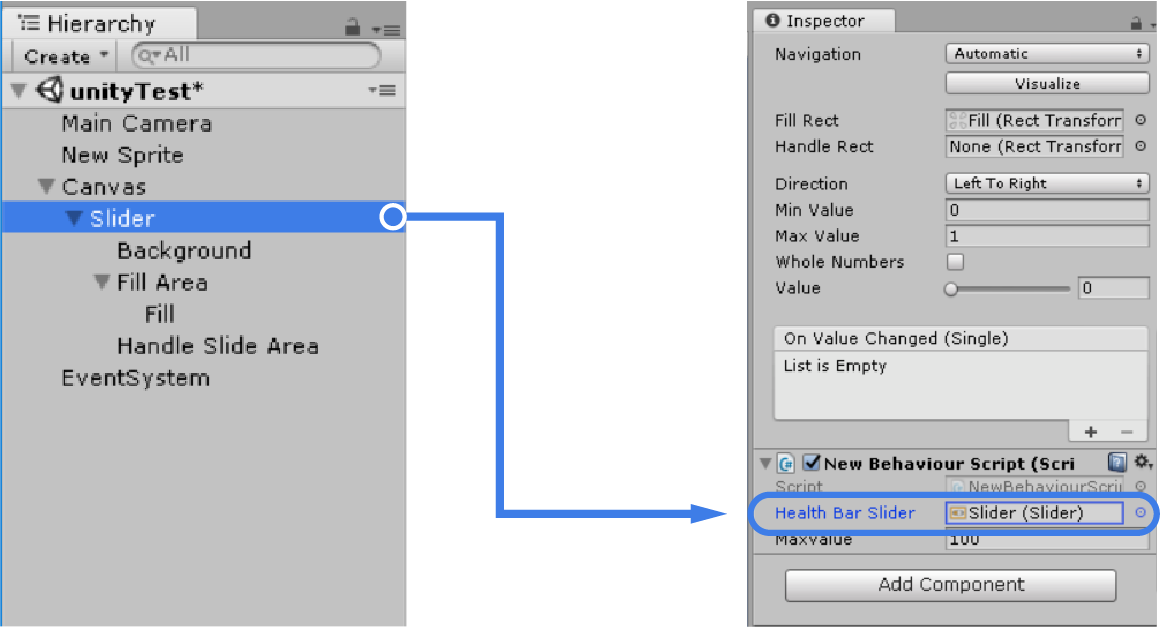 Hierarchy
Create
All
unityTest*
Main Camera
New Sprite
Canvas
Slider
Background
Fill Area
Fill
Handle Slide Area
EventSystem
Inspector
Navigation Automatic
Visualize
Fill Rect Fill (Rect Transforr
Handle Rect None (Rect Transforr
Direction Left To Right
Min Value 0
Max Value 1
Whole Numbers
Value 0
On Value Changed (Single)
List is Empty
+ −
New Behaviour Script (Scri
Script NewBehaviourScri
Health Bar Slider Slider (Slider)
Maxvalue 100
Add Component